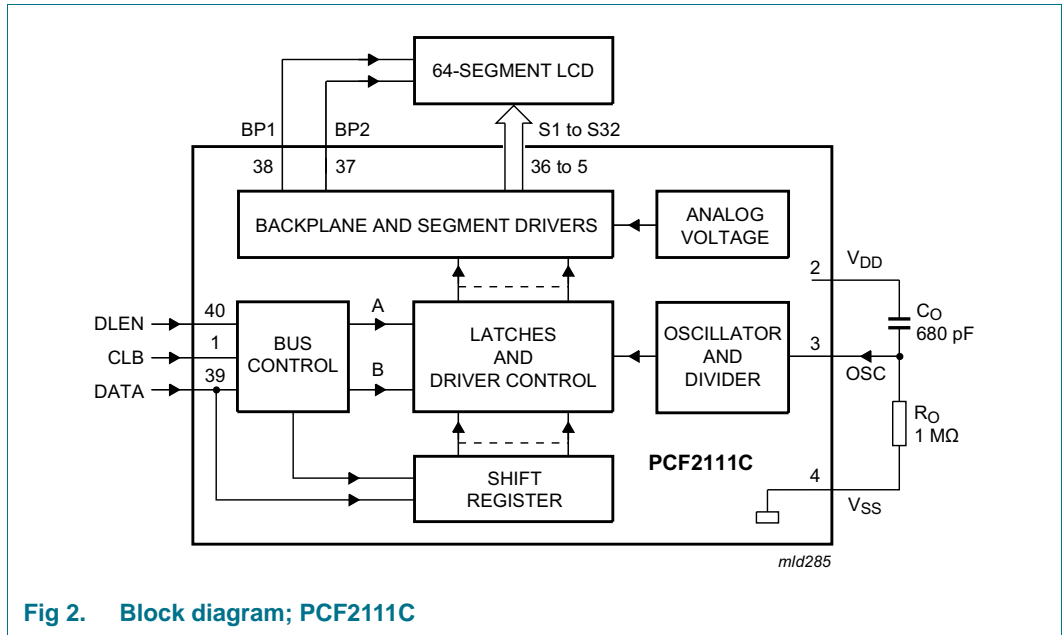 64-SEGMENT LCD
BP1
BP2
S1 to S32
38
37
36 to 5
BACKPLANE AND SEGMENT DRIVERS
ANALOG
VOLTAGE
2
VDD
CO
680 pF
DLEN
40
CLB
1
DATA
39
BUS
CONTROL
A
B
LATCHES
AND
DRIVER CONTROL
OSCILLATOR
AND
DIVIDER
3
OSC
RO
1 MΩ
PCF2111C
SHIFT
REGISTER
4
VSS
mld285
Fig 2. Block diagram; PCF2111C